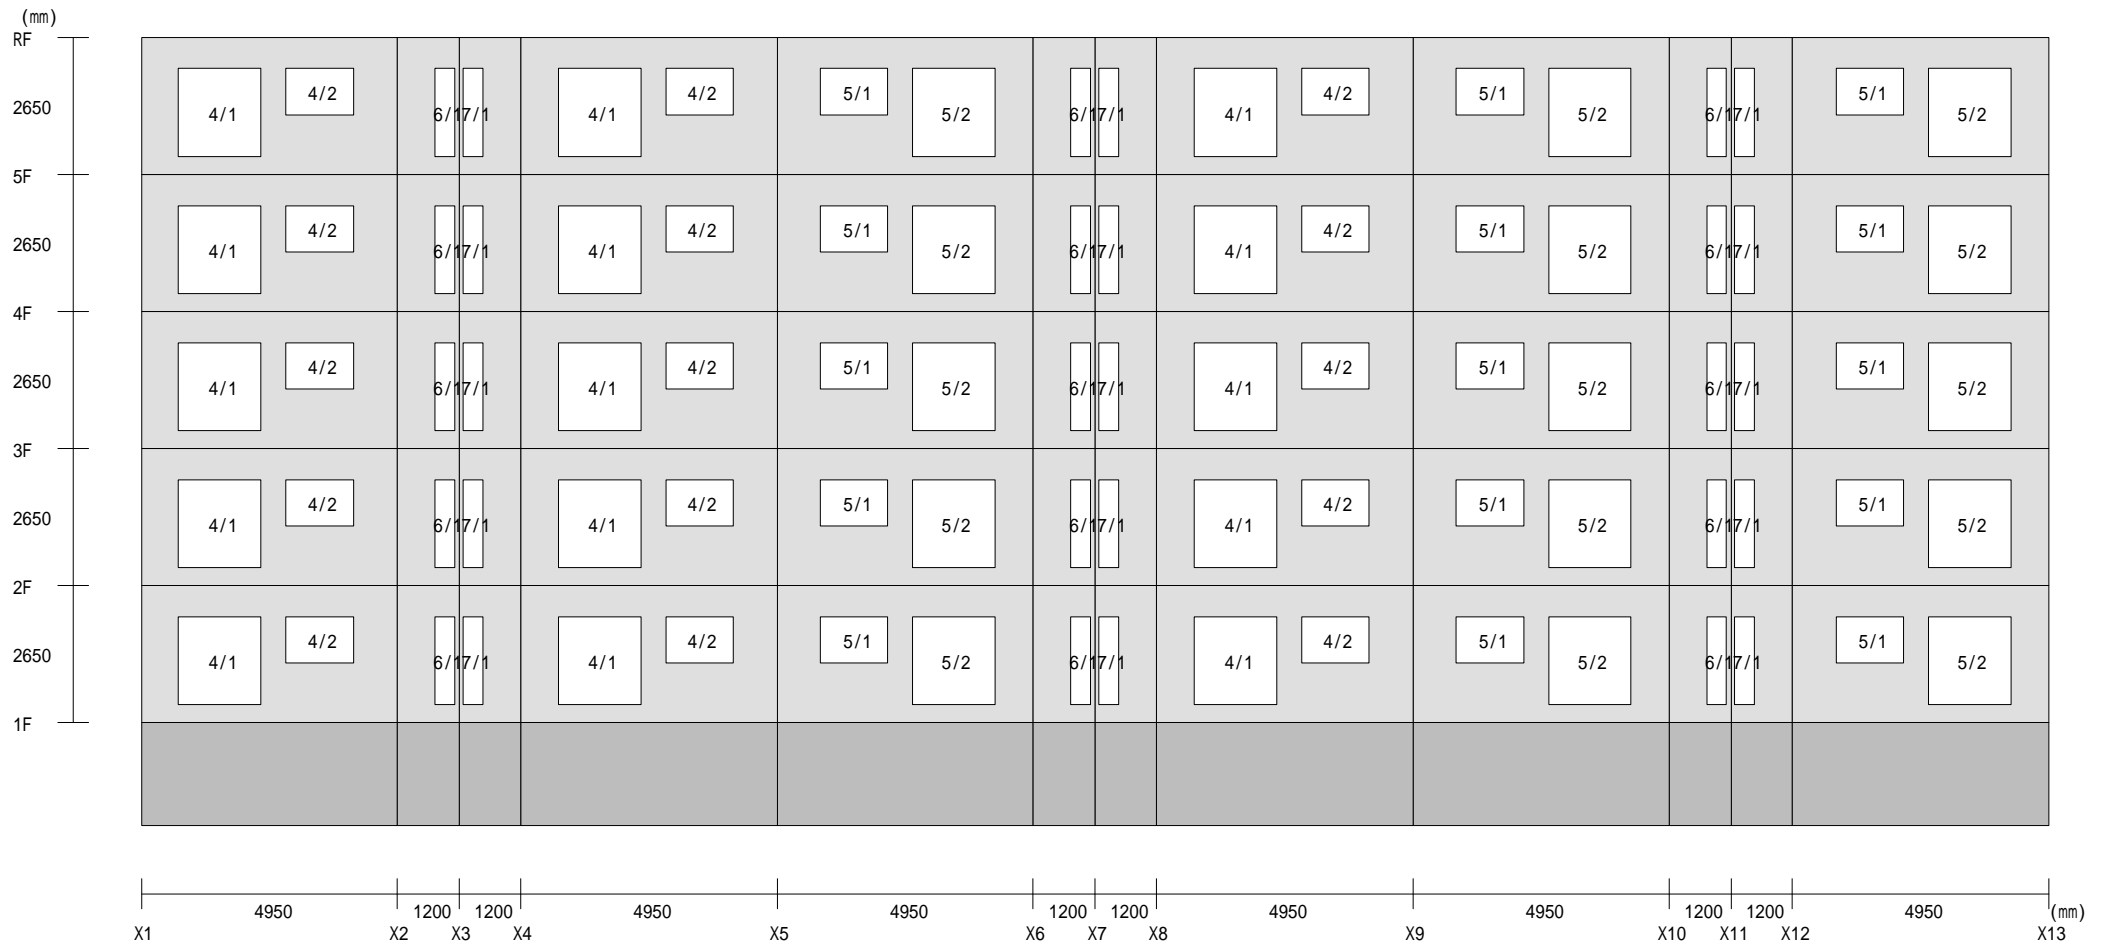 (mm)
RF
4/2 4/2 5/1 4/2 5/1 5/1
2650 4/1 6/1 7/1 4/1 5/2 6/1 7/1 4/1 5/2 6/1 7/1 5/2
5F
4/2 4/2 5/1 4/2 5/1 5/1
2650 4/1 6/1 7/1 4/1 5/2 6/1 7/1 4/1 5/2 6/1 7/1 5/2
4F
4/2 4/2 5/1 4/2 5/1 5/1
2650 4/1 6/1 7/1 4/1 5/2 6/1 7/1 4/1 5/2 6/1 7/1 5/2
3F
4/2 4/2 5/1 4/2 5/1 5/1
2650 4/1 6/1 7/1 4/1 5/2 6/1 7/1 4/1 5/2 6/1 7/1 5/2
2F
4/2 4/2 5/1 4/2 5/1 5/1
2650 4/1 6/1 7/1 4/1 5/2 6/1 7/1 4/1 5/2 6/1 7/1 5/2
1F
4950 1200 1200 4950 4950 1200 1200 4950 4950 1200 1200 4950 (mm)
X1 X2 X3 X4 X5 X6 X7 X8 X9 X10 X11 X12 X13